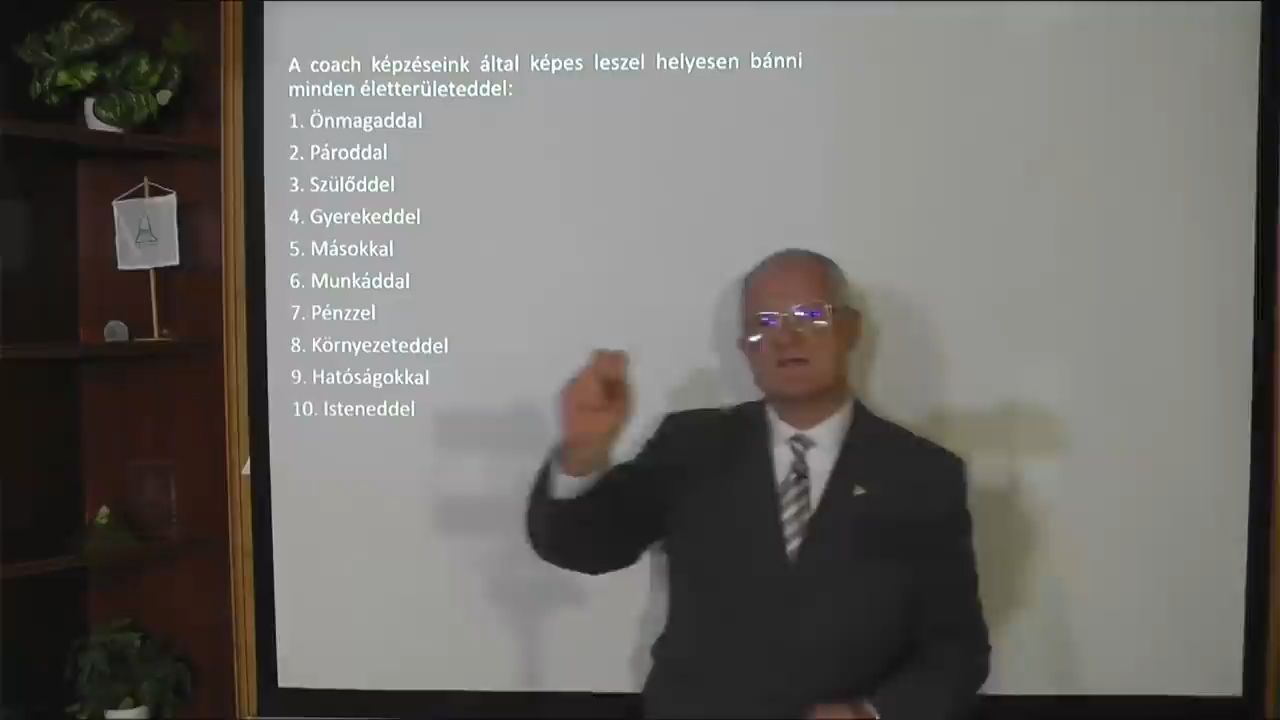 A coach képzéseink által képes leszel helyesen bánni
minden életterületeddel:
1. Önmagaddal
2. Pároddal
3. Szülőddel
4. Gyerekeddel
5. Másokkal
6. Munkáddal
7. Pénzzel
8. Környezeteddel
9. Hatóságokkal
10. Isteneddel